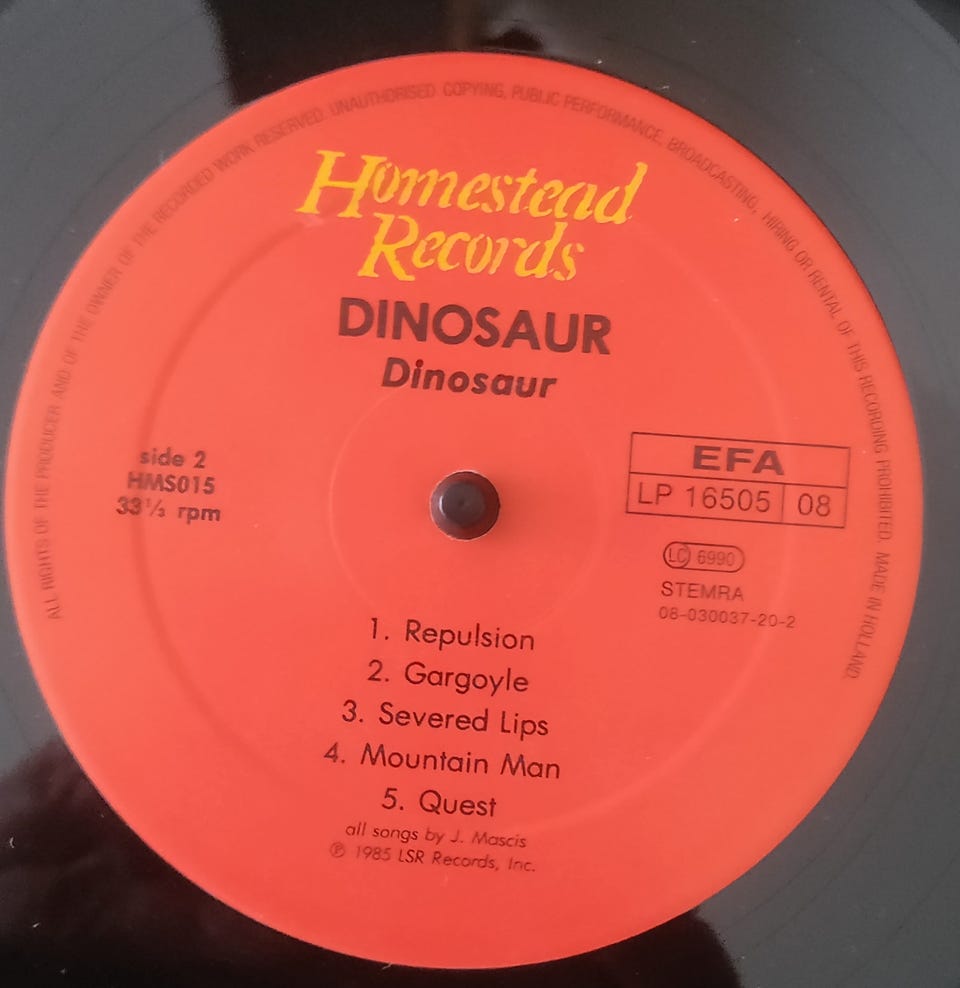 ALL RIGHTS OF THE PRODUCER AND OF THE OWNER OF THE RECORDED WORK RESERVED. UNAUTHORISED COPYING, PUBLIC PERFORMANCE, BROADCASTING, HIRING OR RENTAL OF THIS RECORDING PROHIBITED. MADE IN HOLLAND.
Homestead
Records
DINOSAUR
Dinosaur
side 2
HMS015
33⅓ rpm
EFA
LP 16505 08
LC 6990
STEMRA
08-030037-20-2
1. Repulsion
2. Gargoyle
3. Severed Lips
4. Mountain Man
5. Quest
all songs by J. Mascis
℗ 1985 LSR Records, Inc.